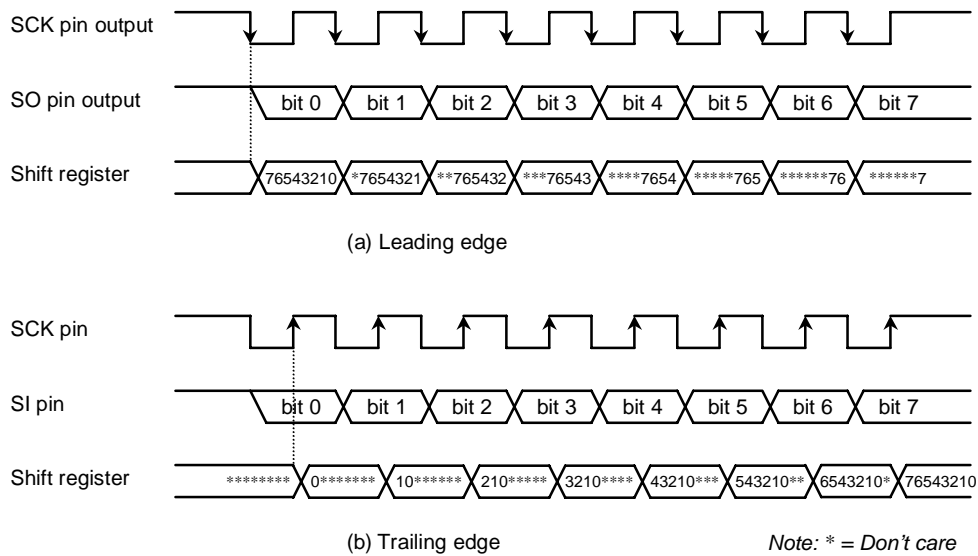 SCK pin output
SO pin output bit 0 bit 1 bit 2 bit 3 bit 4 bit 5 bit 6 bit 7
Shift register 76543210 *7654321 **765432 ***76543 ****7654 *****765 ******76 ******7
(a) Leading edge
SCK pin
SI pin bit 0 bit 1 bit 2 bit 3 bit 4 bit 5 bit 6 bit 7
Shift register ******** 0******* 10****** 210***** 3210**** 43210*** 543210** 6543210* 76543210
(b) Trailing edge Note: * = Don't care